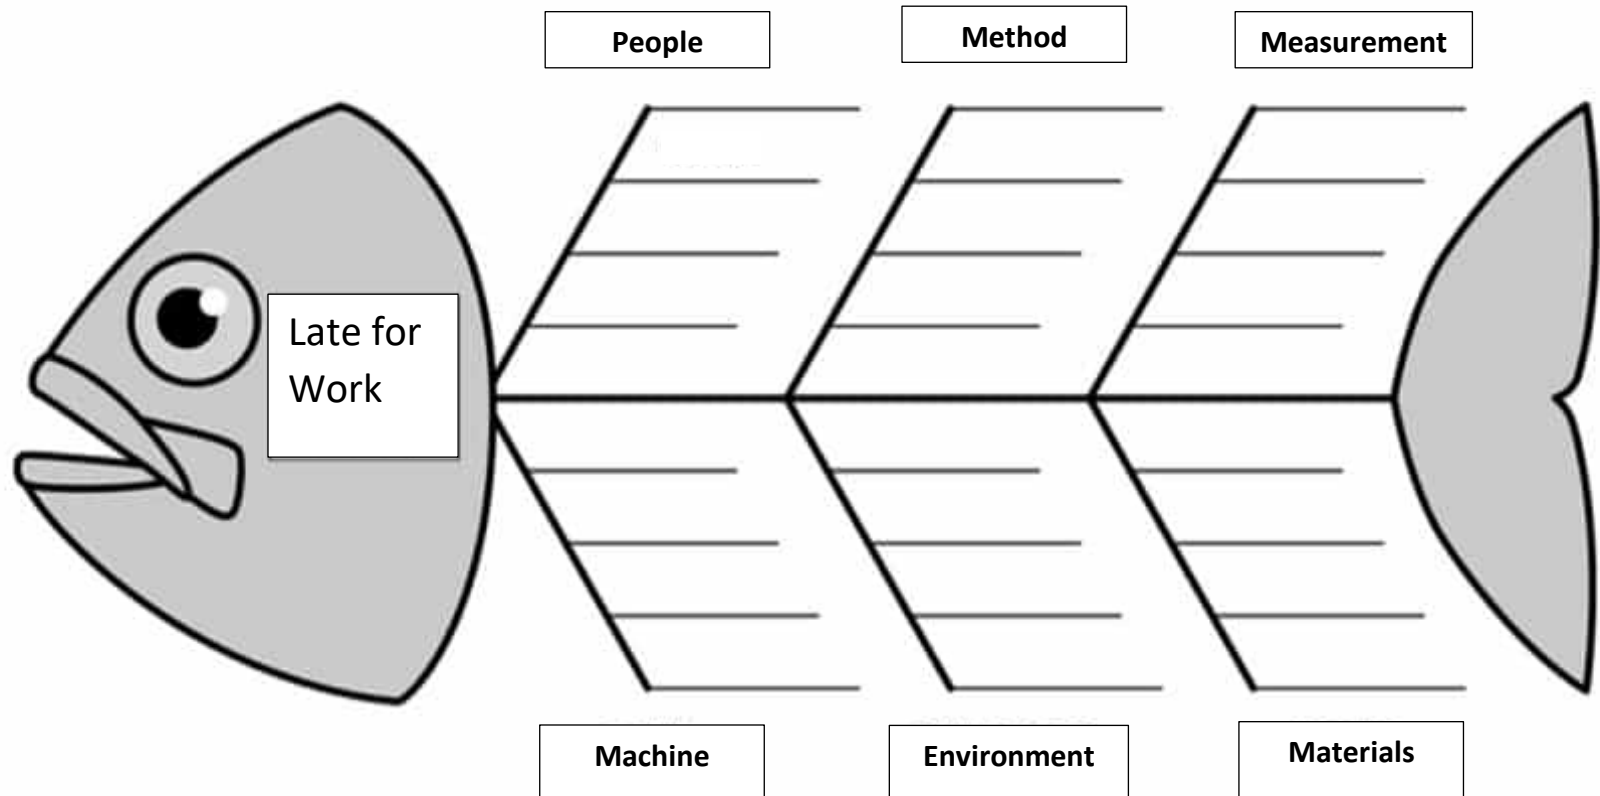 People
Method
Measurement
Late for
Work
Machine
Environment
Materials